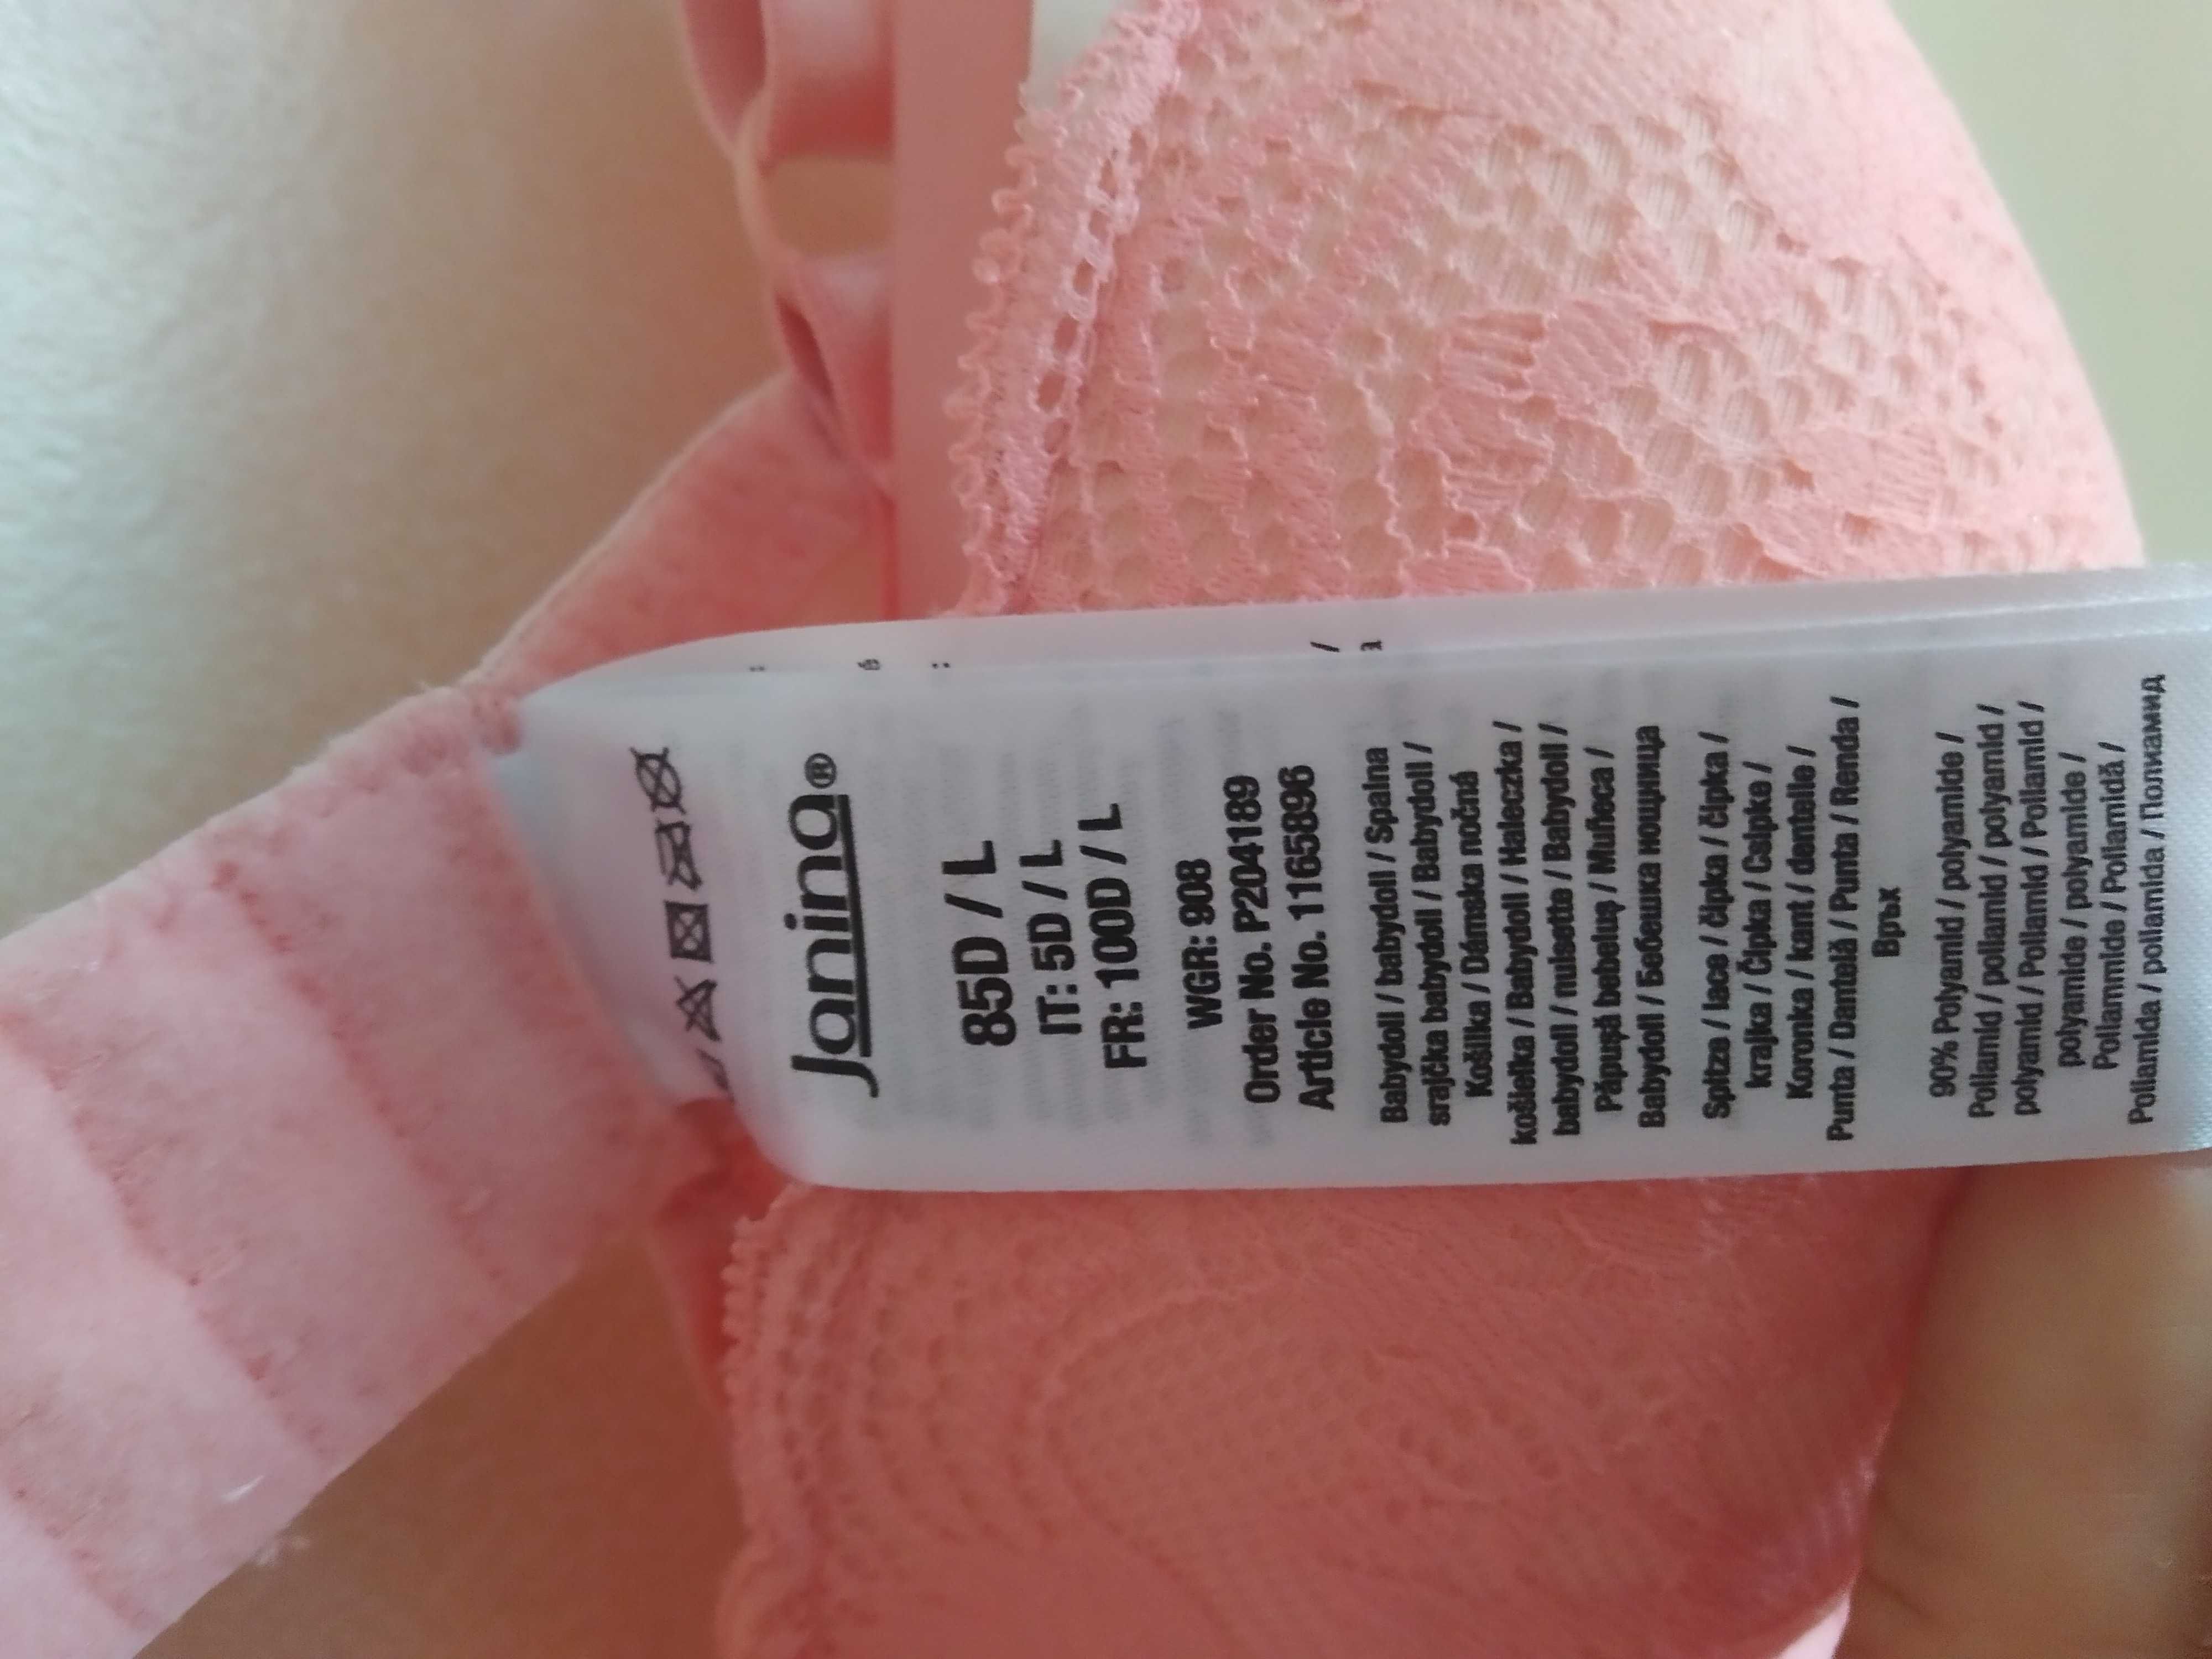 Janina®
85D / L
IT: 5D / L
FR: 100D / L
WGR: 908
Order No. P204189
Article No. 1165896
Babydoll / babydoll / Spalna
srajčka babydoll / Babydoll /
Košilka / Dámska nočná
košieľka / Babydoll / Haleczka /
babydoll / nuisette / Babydoll /
Păpușă bebeluș / Muñeca /
Babydoll / Бебешка нощница
Spitze / lace / čipka / čipka /
krajka / Čipka / Csipke /
Koronka / kant / dentelle /
Punta / Dantelă / Punta / Renda /
Връх
90% Polyamid / polyamide /
Poliamid / poliamid / polyamid /
polyamid / Poliamid / Poliamid /
polyamide / polyamide /
Poliammide / Poliamidă /
Poliamida / poliamida / Полиамид